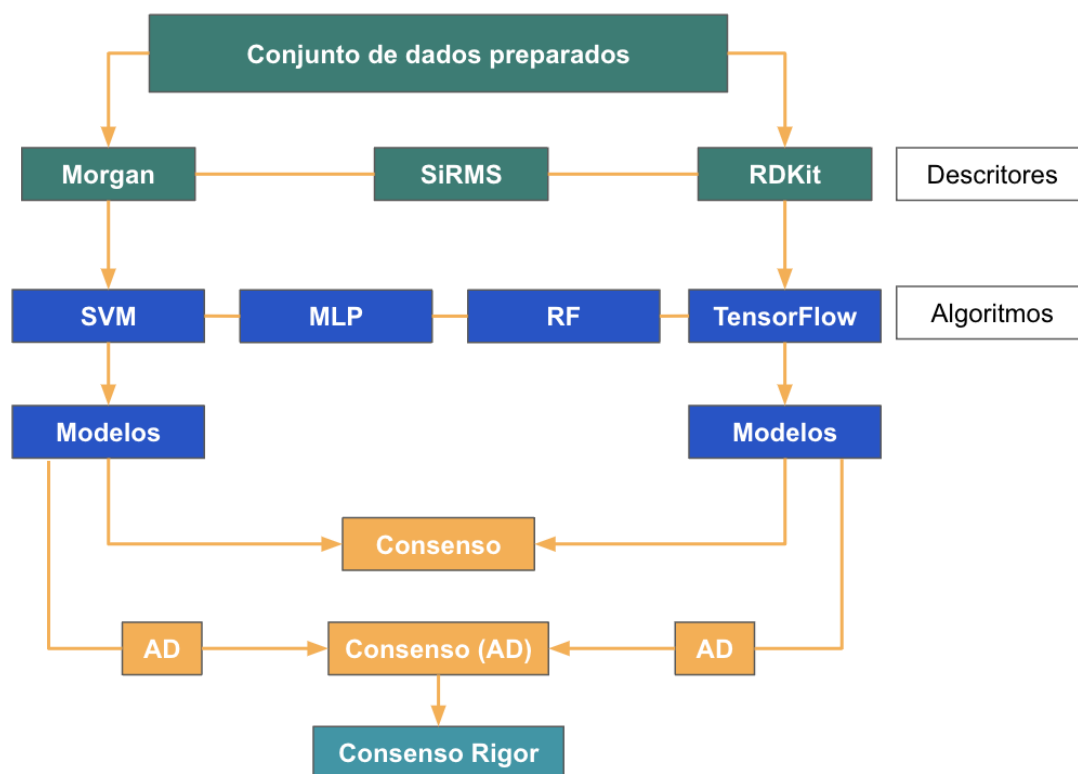 Conjunto de dados preparados
Morgan
SiRMS
RDKit
Descritores
SVM
MLP
RF
TensorFlow
Algoritmos
Modelos
Modelos
Consenso
AD
Consenso (AD)
AD
Consenso Rigor